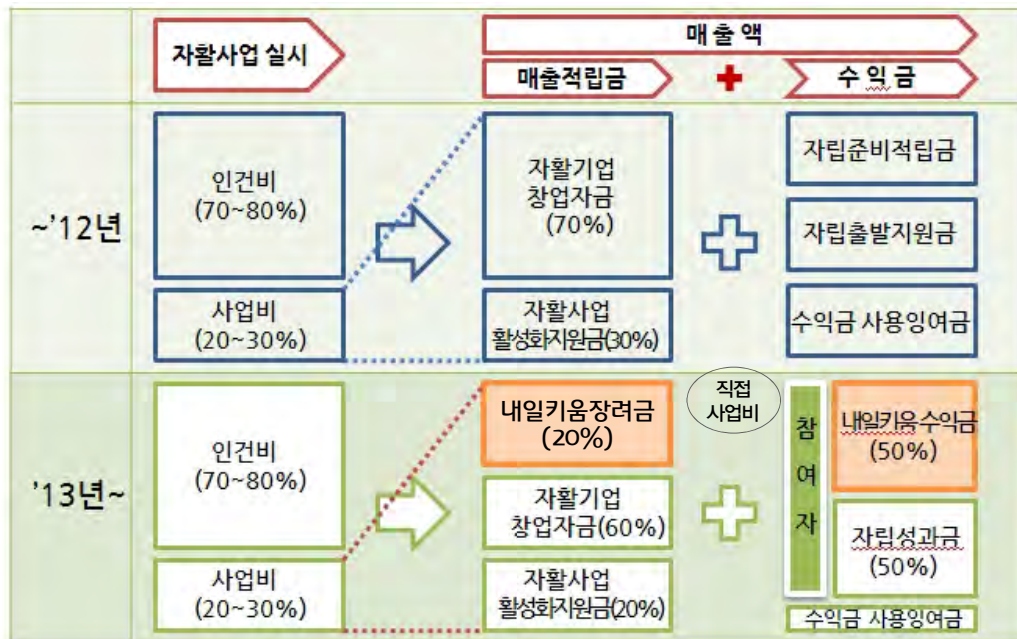 자활사업 실시
매 출 액
매출적립금
수 익 금
~’12년
인건비
(70~80%)
사업비
(20~30%)
자활기업
창업자금
(70%)
자활사업
활성화지원금(30%)
자립준비적립금
자립출발지원금
수익금 사용잉여금
’13년~
인건비
(70~80%)
사업비
(20~30%)
내일키움장려금
(20%)
자활기업
창업자금(60%)
자활사업
활성화지원금(20%)
직접
사업비
참
여
자
내일키움 수익금
(50%)
자립성과금
(50%)
수익금 사용잉여금